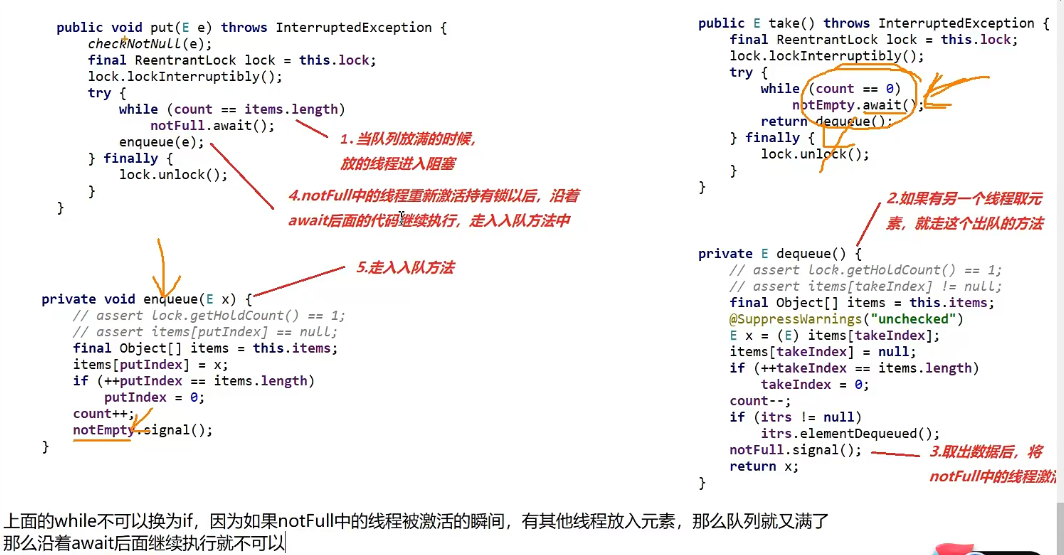 public void put(E e) throws InterruptedException {
checkNotNull(e);
final ReentrantLock lock = this.lock;
lock.lockInterruptibly();
try {
while (count == items.length)
notFull.await();
enqueue(e);
} finally {
lock.unlock();
}
}
1.当队列放满的时候，
放的线程进入阻塞
4.notFull中的线程重新激活持有锁以后，沿着
await后面的代码继续执行，走入入队方法中
5.走入入队方法
private void enqueue(E x) {
// assert lock.getHoldCount() == 1;
// assert items[putIndex] == null;
final Object[] items = this.items;
items[putIndex] = x;
if (++putIndex == items.length)
putIndex = 0;
count++;
notEmpty.signal();
}
public E take() throws InterruptedException {
final ReentrantLock lock = this.lock;
lock.lockInterruptibly();
try {
while (count == 0)
notEmpty.await();
return dequeue();
} finally {
lock.unlock();
}
}
2.如果有另一个线程取元
素，就走这个出队的方法
private E dequeue() {
// assert lock.getHoldCount() == 1;
// assert items[takeIndex] != null;
final Object[] items = this.items;
@SuppressWarnings("unchecked")
E x = (E) items[takeIndex];
items[takeIndex] = null;
if (++takeIndex == items.length)
takeIndex = 0;
count--;
if (itrs != null)
itrs.elementDequeued();
notFull.signal();
return x;
}
3.取出数据后，将
notFull中的线程激
上面的while不可以换为if，因为如果notFull中的线程被激活的瞬间，有其他线程放入元素，那么队列就又满了
那么沿着await后面继续执行就不可以